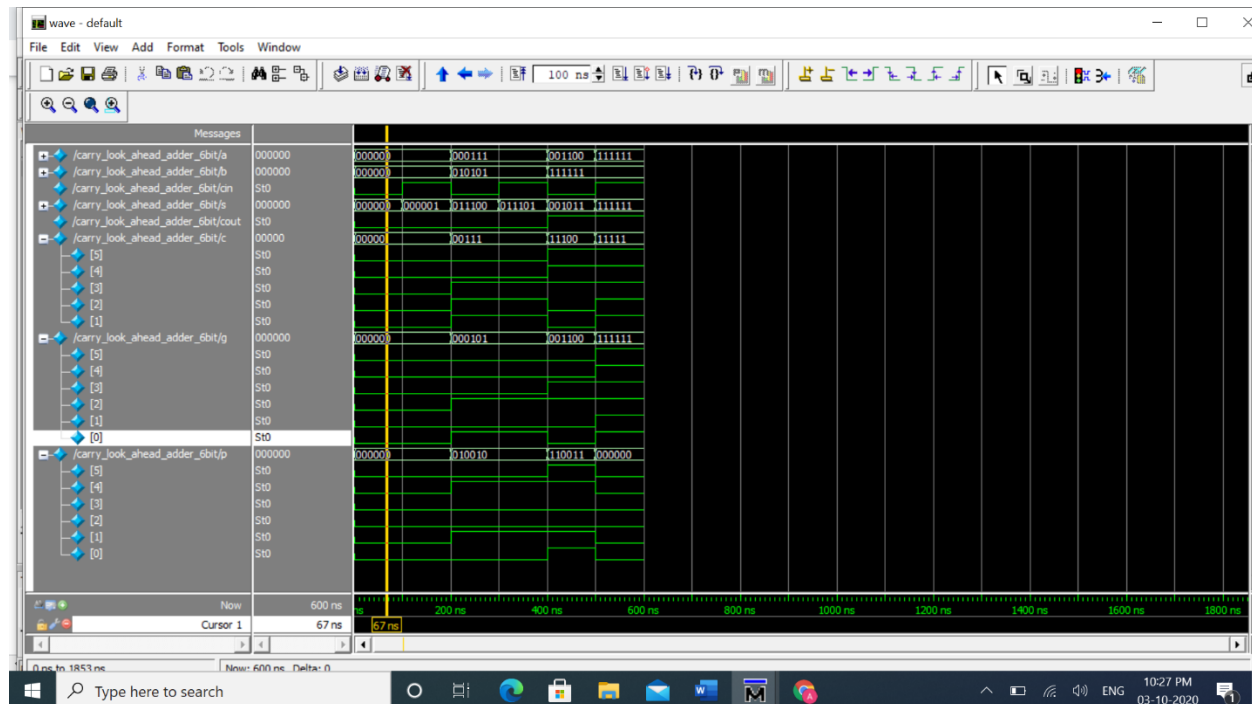 wave - default
File Edit View Add Format Tools Window
100 ns
Messages
/carry_look_ahead_adder_6bit/a 000000 000000 000111 001100 111111
/carry_look_ahead_adder_6bit/b 000000 000000 010101 111111
/carry_look_ahead_adder_6bit/cin St0
/carry_look_ahead_adder_6bit/s 000000 000000 000001 011100 011101 001011 111111
/carry_look_ahead_adder_6bit/cout St0
/carry_look_ahead_adder_6bit/c 00000 00000 00111 11100 11111
[5] St0
[4] St0
[3] St0
[2] St0
[1] St0
/carry_look_ahead_adder_6bit/g 000000 000000 000101 001100 111111
[5] St0
[4] St0
[3] St0
[2] St0
[1] St0
[0] St0
/carry_look_ahead_adder_6bit/p 000000 000000 010010 110011 000000
[5] St0
[4] St0
[3] St0
[2] St0
[1] St0
[0] St0
Now 600 ns ns 200 ns 400 ns 600 ns 800 ns 1000 ns 1200 ns 1400 ns 1600 ns 1800 ns
Cursor 1 67 ns 67 ns
0 ns to 1853 ns Now: 600 ns Delta: 0
Type here to search ENG 10:27 PM
03-10-2020